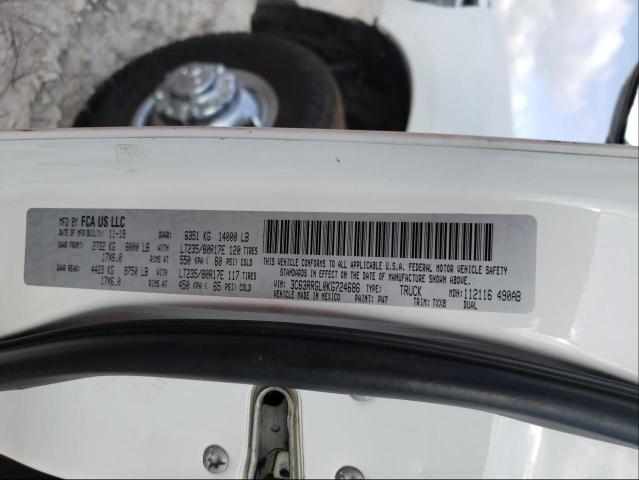 MFD BY FCA US LLC
DATE OF MFR(BUILT): 11-19 GVWR: 6351 KG 14000 LB
GAWR FRONT: 2722 KG 6000 LB WITH LT235/80R17E 120 TIRES
17X6.0 RIMS AT 550 KPA ( 80 PSI) COLD
GAWR REAR: 4423 KG 9750 LB WITH LT235/80R17E 117 TIRES
17X6.0 RIMS AT 450 KPA ( 65 PSI) COLD
THIS VEHICLE CONFORMS TO ALL APPLICABLE U.S.A. FEDERAL MOTOR VEHICLE SAFETY
STANDARDS IN EFFECT ON THE DATE OF MANUFACTURE SHOWN ABOVE.
VIN: 3C63RRGL0KG724686 TYPE: TRUCK MDH: 112116 490AB
VEHICLE MADE IN MEXICO PAINT: PW7 TRIM: TXX8 DUAL